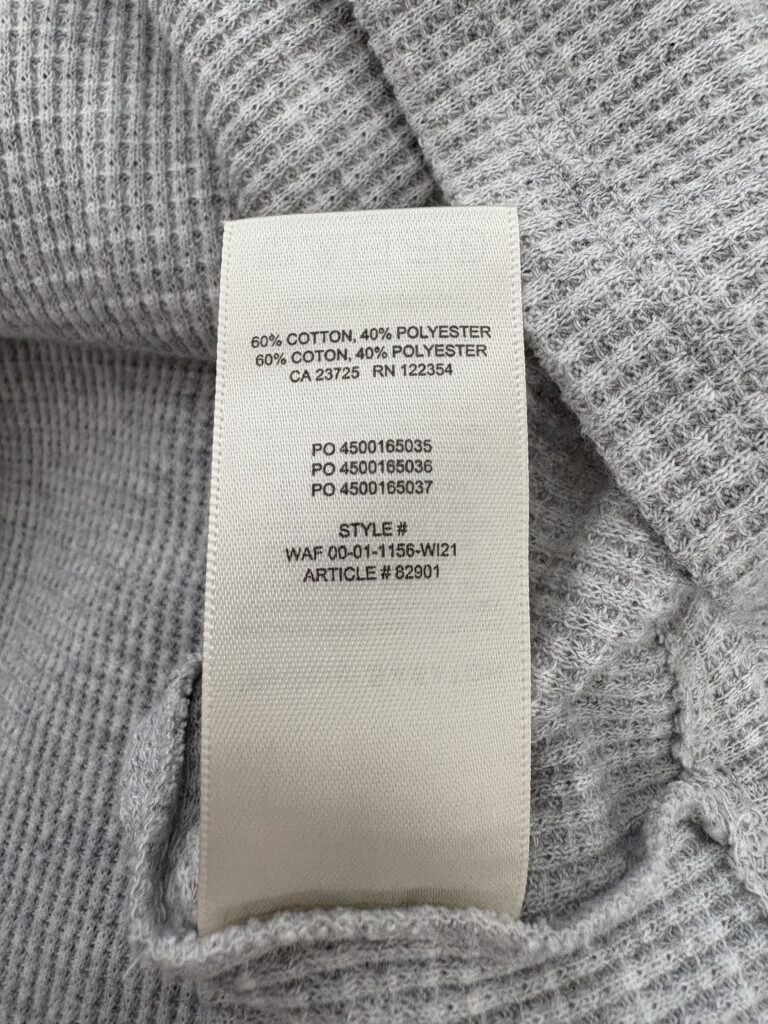 60% COTTON, 40% POLYESTER
60% COTON, 40% POLYESTER
CA 23725 RN 122354
PO 4500165035
PO 4500165036
PO 4500165037
STYLE #
WAF 00-01-1156-WI21
ARTICLE # 82901